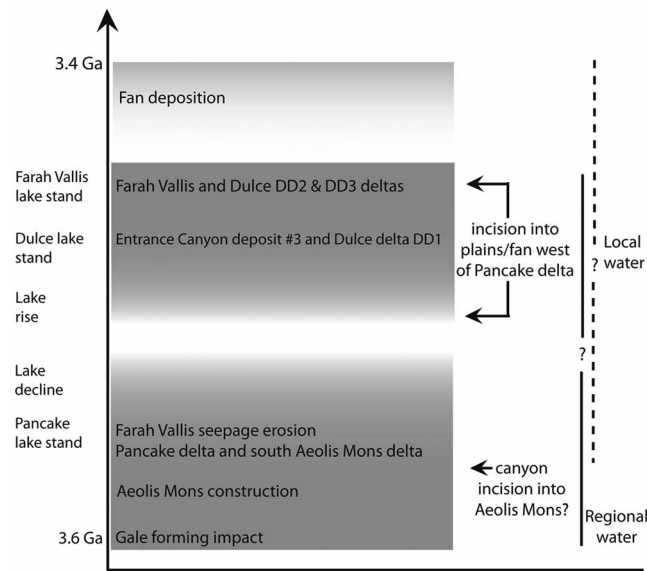 3.4 Ga
Fan deposition
Farah Vallis
lake stand
Farah Vallis and Dulce DD2 & DD3 deltas
Dulce lake
stand
Entrance Canyon deposit #3 and Dulce delta DD1
incision into
plains/fan west
of Pancake delta
?
Local
water
Lake
rise
?
Lake
decline
Pancake
lake stand
Farah Vallis seepage erosion
Pancake delta and south Aeolis Mons delta
Aeolis Mons construction
canyon
incision into
Aeolis Mons?
Regional
water
3.6 Ga
Gale forming impact